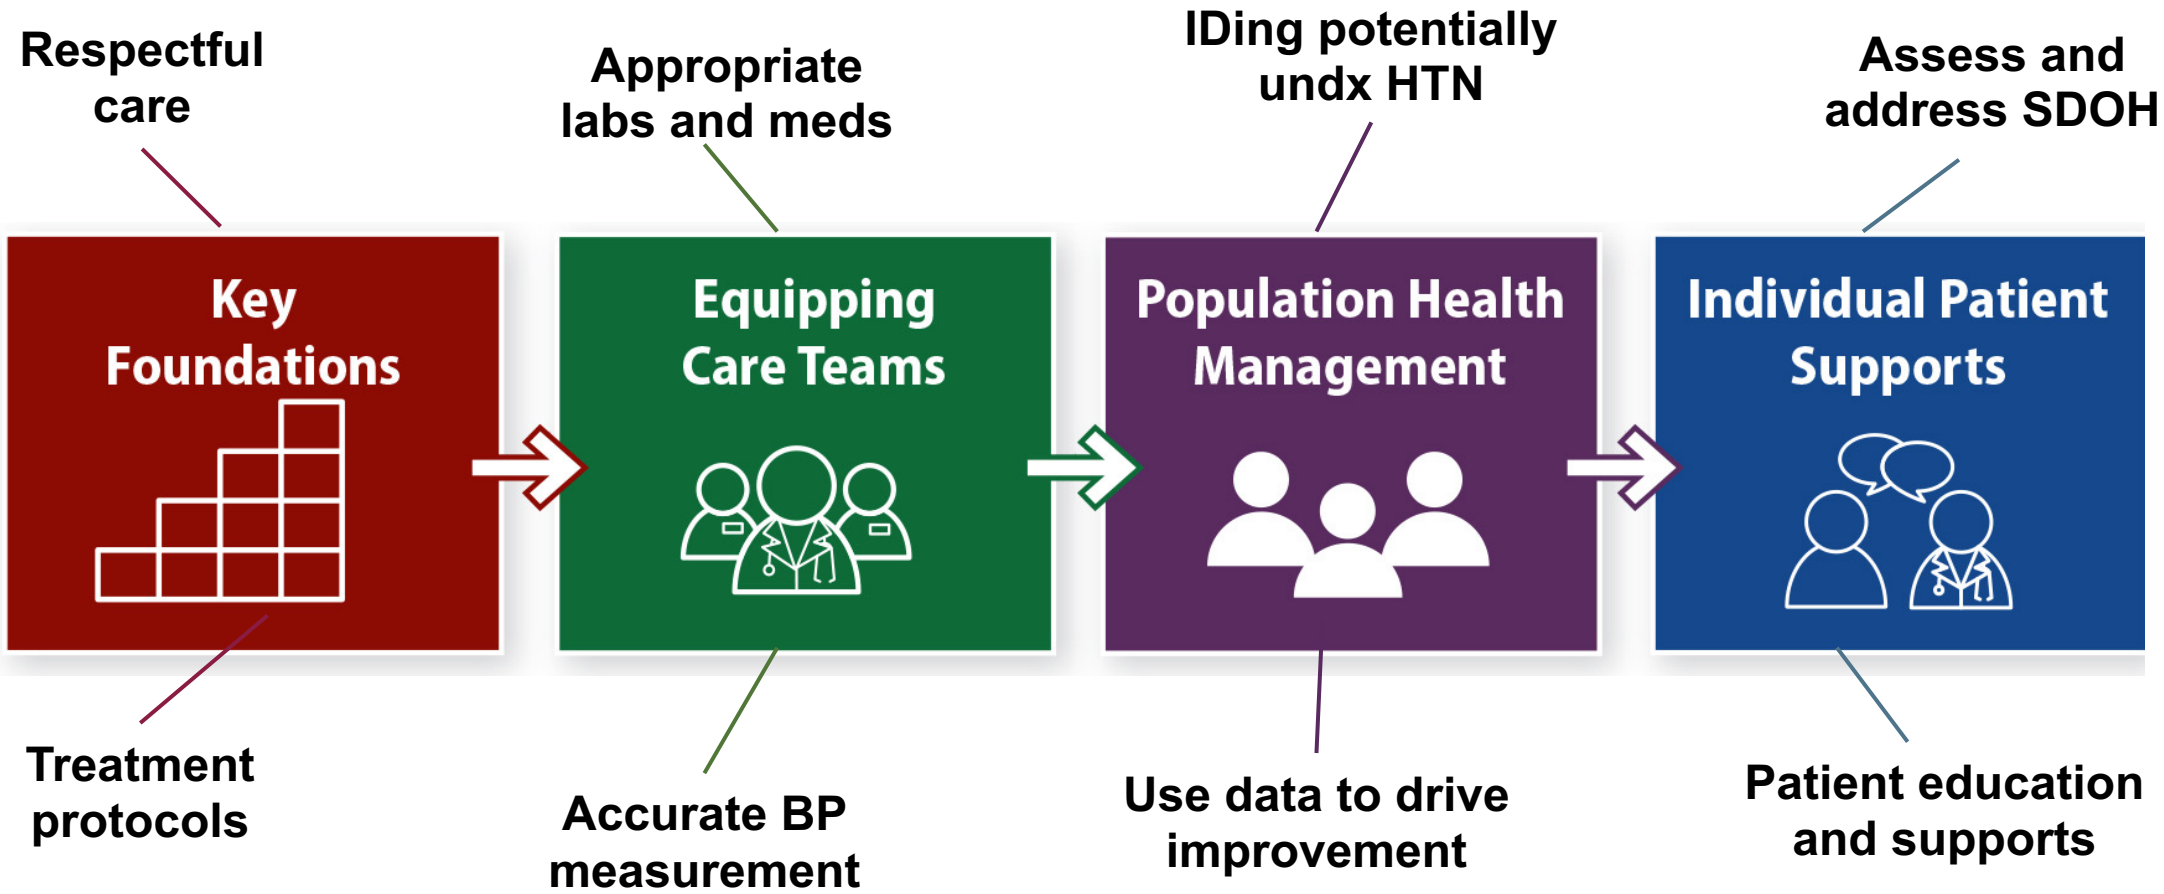 Respectful
care
Appropriate
labs and meds
IDing potentially
undx HTN
Assess and
address SDOH
Key
Foundations
Equipping
Care Teams
Population Health
Management
Individual Patient
Supports
Treatment
protocols
Accurate BP
measurement
Use data to drive
improvement
Patient education
and supports